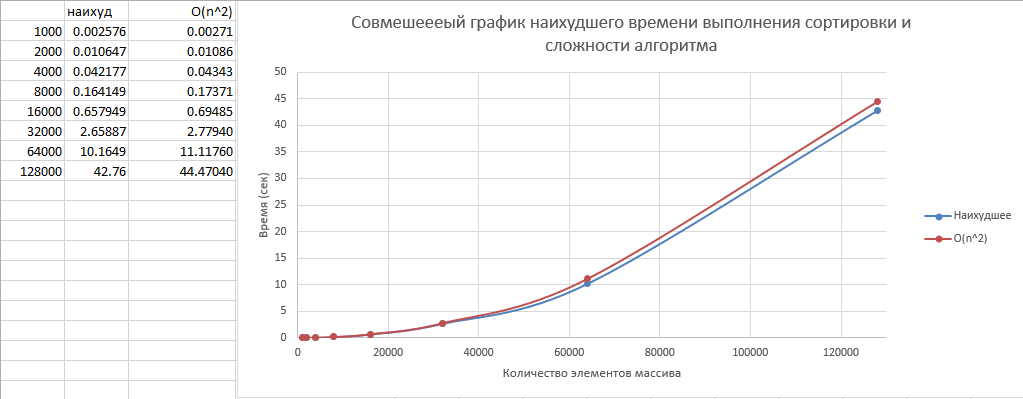 наихуд O(n^2)
1000 0.002576 0.00271
2000 0.010647 0.01086
4000 0.042177 0.04343
8000 0.164149 0.17371
16000 0.657949 0.69485
32000 2.65887 2.77940
64000 10.1649 11.11760
128000 42.76 44.47040
Совмешееый график наихудшего времени выполнения сортировки и
сложности алгоритма
50
45
40
35
30
25
20
15
10
5
0
Время (сек)
0 20000 40000 60000 80000 100000 120000
Количество элементов массива
Наихудшее
O(n^2)